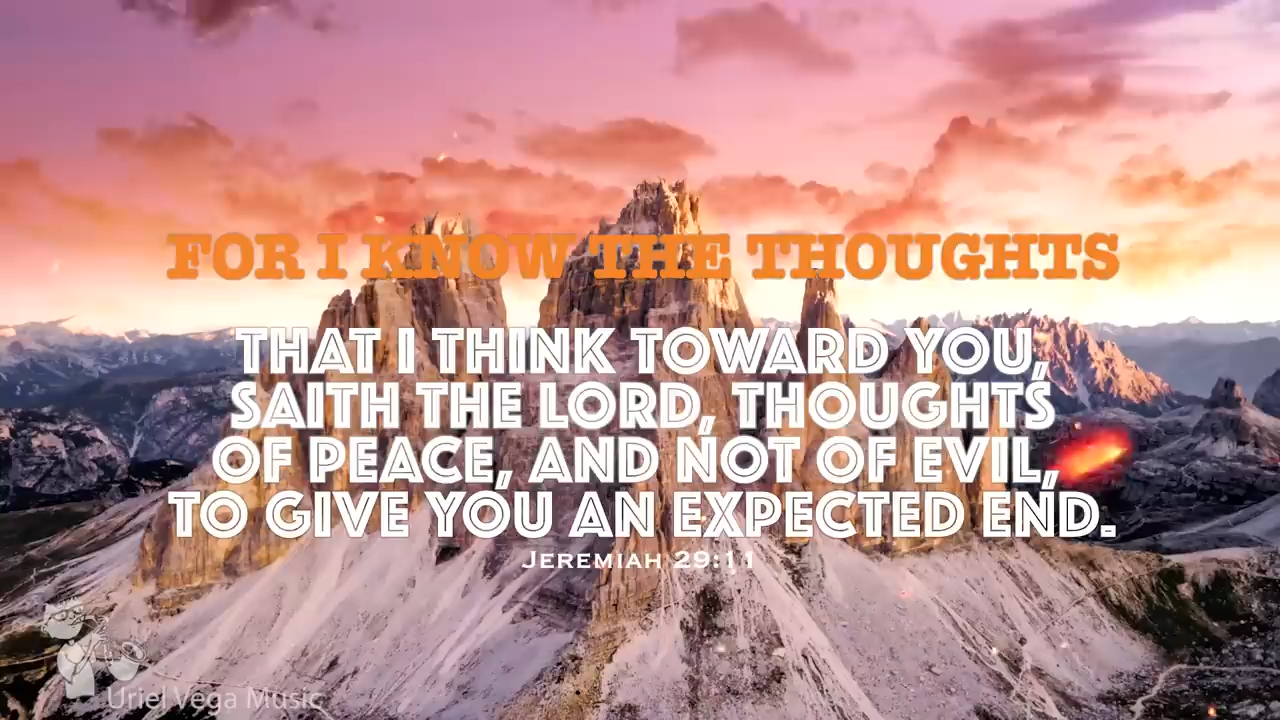 FOR I KNOW THE THOUGHTS
THAT I THINK TOWARD YOU,
SAITH THE LORD, THOUGHTS
OF PEACE, AND NOT OF EVIL,
TO GIVE YOU AN EXPECTED END.
JEREMIAH 29:11
Uriel Vega Music